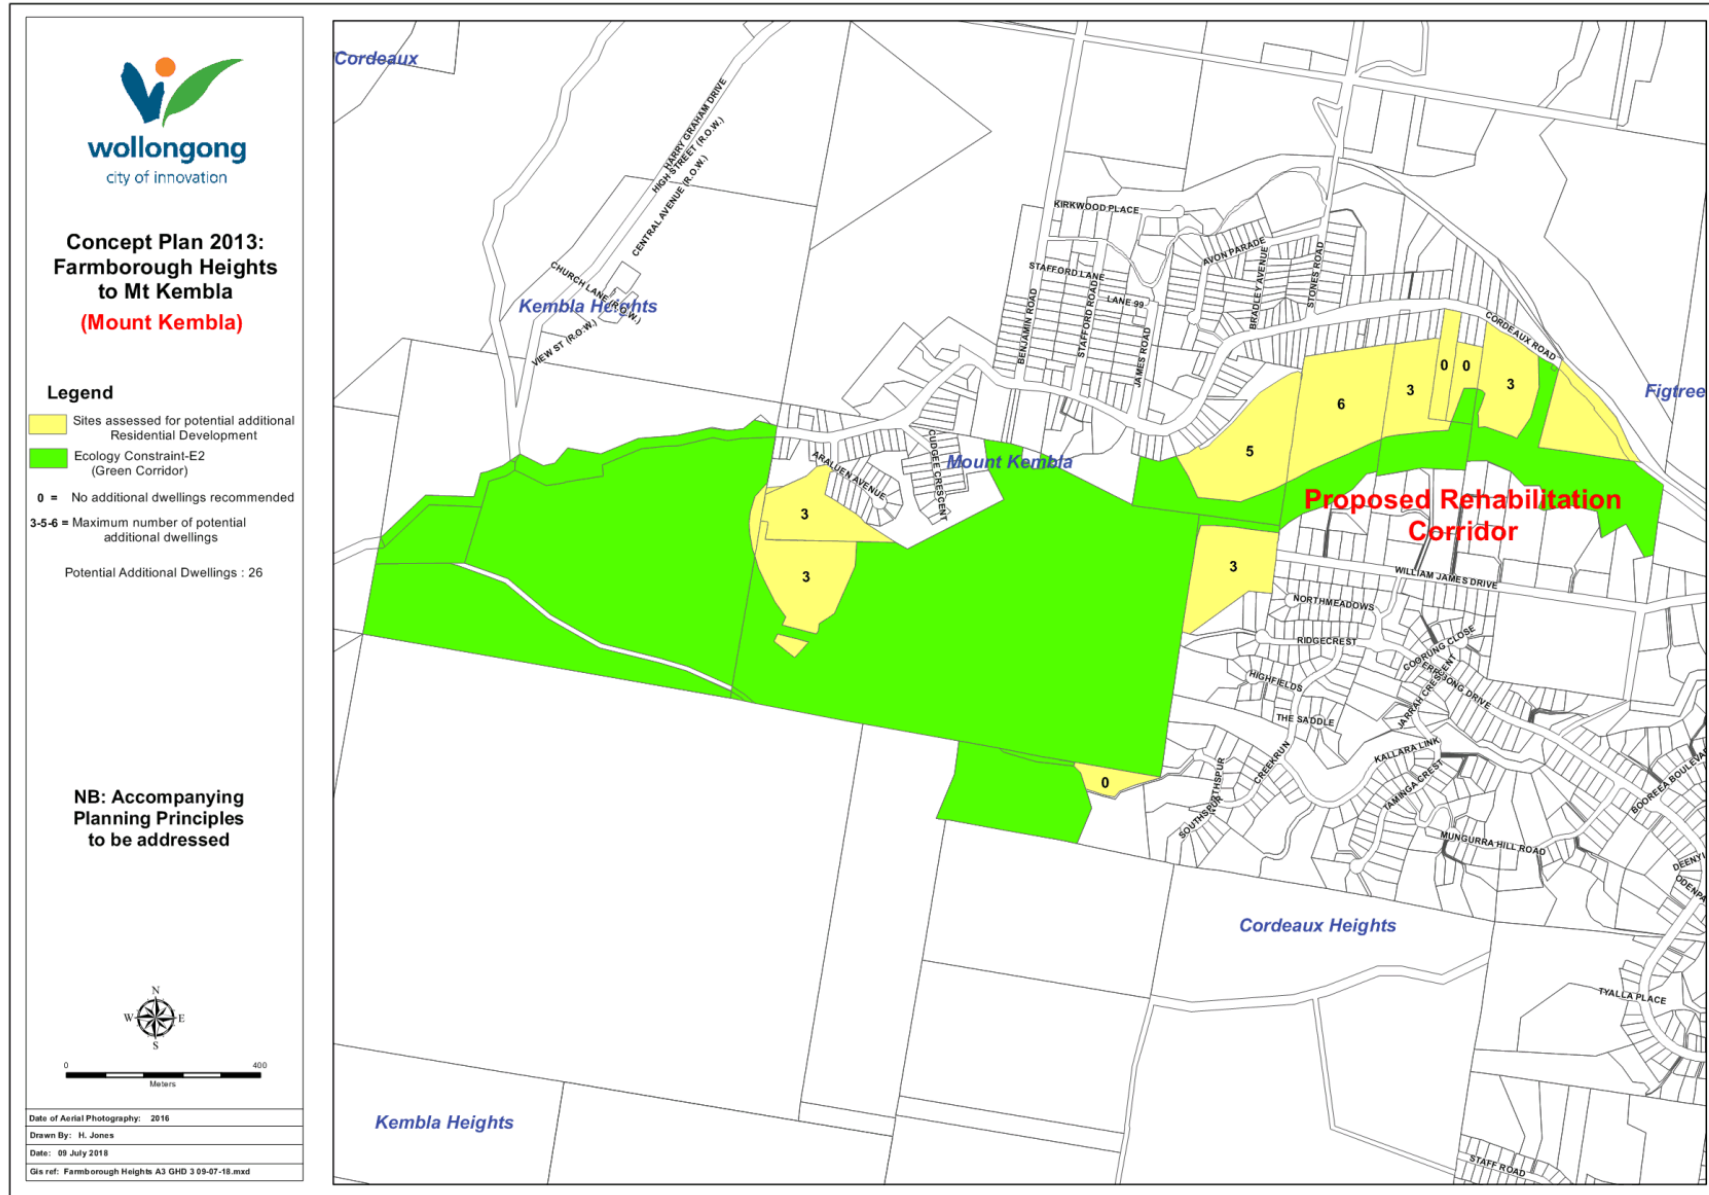 wollongong
city of innovation
Concept Plan 2013:
Farmborough Heights
to Mt Kembla
(Mount Kembla)
Legend
Sites assessed for potential additional
Residential Development
Ecology Constraint-E2
(Green Corridor)
0 = No additional dwellings recommended
3-5-6 = Maximum number of potential
additional dwellings
Potential Additional Dwellings : 26
NB: Accompanying
Planning Principles
to be addressed
N
W E
S
0 400
Meters
Date of Aerial Photography: 2016
Drawn By: H. Jones
Date: 09 July 2018
Gis ref: Farmborough Heights A3 GHD 3 09-07-18.mxd
Cordeaux
HARRY GRAHAM DRIVE
HIGH STREET (R.O.W.)
CENTRAL AVENUE (R.O.W.)
CHURCH LANE (R.O.W.)
Kembla Heights
VIEW ST (R.O.W.)
KIRKWOOD PLACE
AVON PARADE
STAFFORD LANE
LANE 99
BENJAMIN ROAD
STAFFORD ROAD
JAMES ROAD
BRADLEY AVENUE
STONES ROAD
CORDEAUX ROAD
Figtree
0
0
3
3
6
5
ARALUEN AVENUE
CUDGEE CRESCENT
Mount Kembla
Proposed Rehabilitation
Corridor
3
3
3
WILLIAM JAMES DRIVE
NORTHMEADOWS
RIDGECREST
COORUNG CLOSE
HIGHFIELDS
JARRAH CRESCENT
THE SADDLE
KALLARA LINK
CREEKRUN
TAMINGA CREST
BOOREEA BOULEVA
0
SOUTHSPUR
MUNGURRA HILL ROAD
DEENYI
Cordeaux Heights
TYALLA PLACE
Kembla Heights
STAFF ROAD